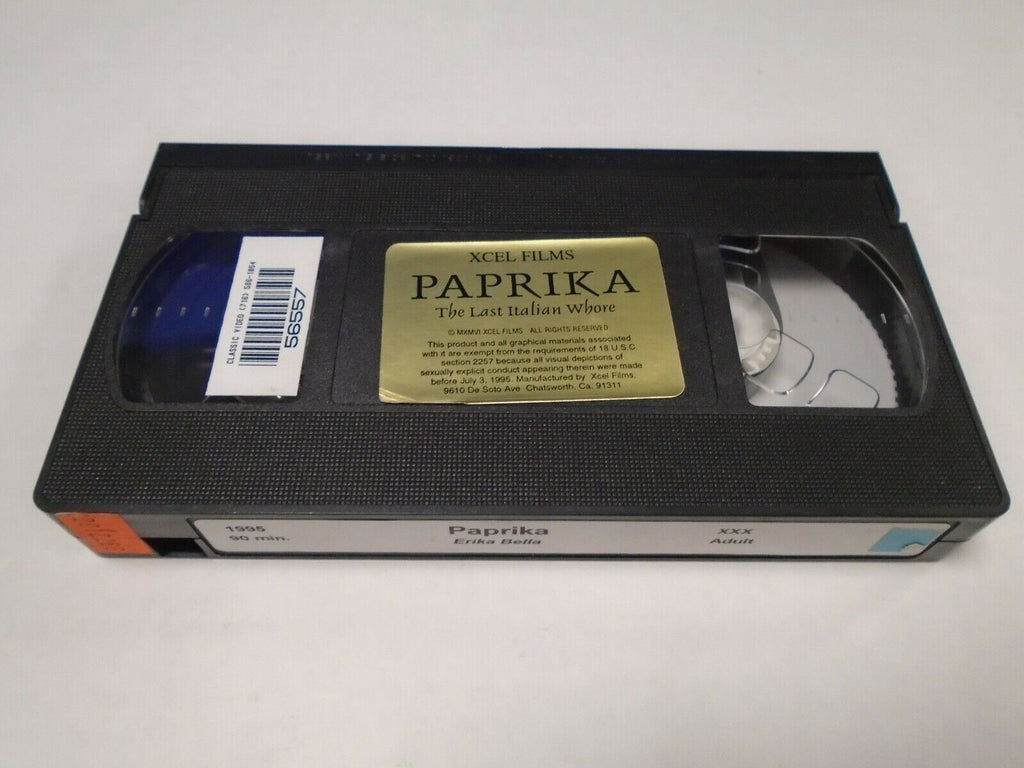 CLASSIC VIDEO (716) 586-1054
56557
XCEL FILMS
PAPRIKA
The Last Italian Whore
© MXMVI XCEL FILMS ALL RIGHTS RESERVED
This product and all graphical materials associated
with it are exempt from the requirements of 18 U.S.C.
section 2257 because all visual depictions of
sexually explicit conduct appearing therein were made
before July 3, 1995. Manufactured by Xcel Films,
9610 De Soto Ave Chatsworth, Ca. 91311
1995
90 min.
Paprika
Erika Bella
XXX
Adult